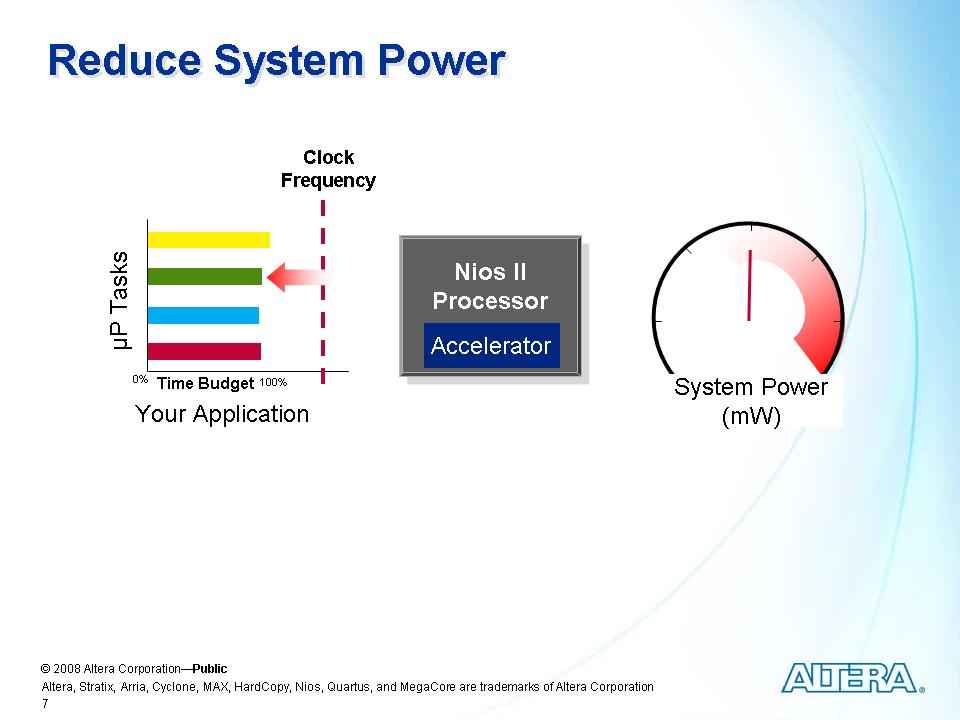 Reduce System Power
Clock
Frequency
µP Tasks
0% Time Budget 100%
Your Application
Nios II
Processor
Accelerator
System Power
(mW)
© 2008 Altera Corporation—Public
Altera, Stratix, Arria, Cyclone, MAX, HardCopy, Nios, Quartus, and MegaCore are trademarks of Altera Corporation
7
ALTERA®